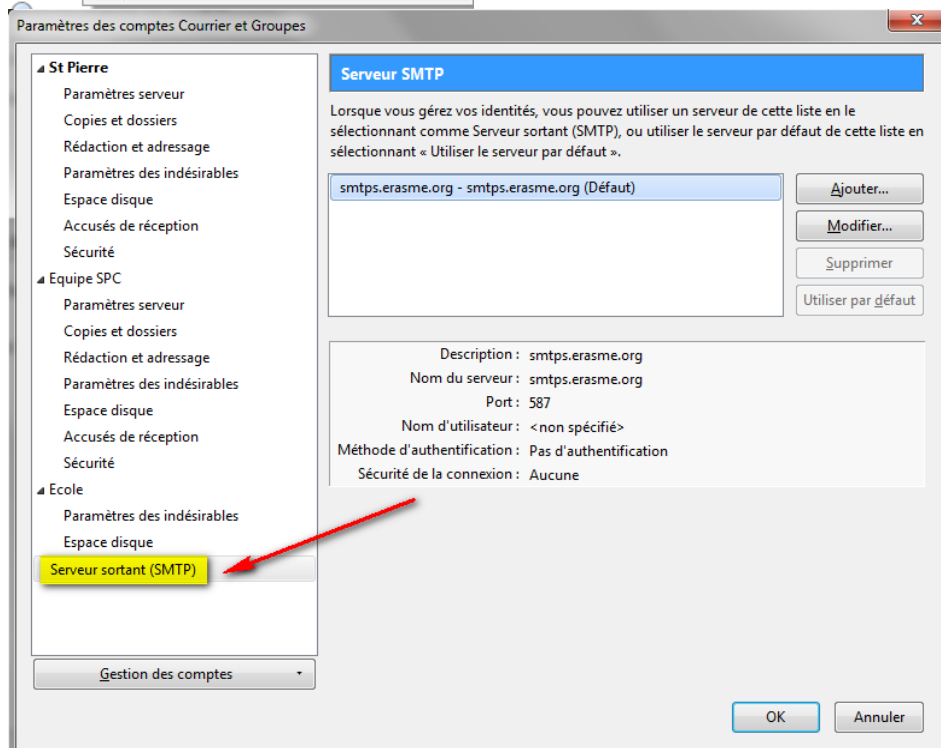 Paramètres des comptes Courrier et Groupes
St Pierre
Paramètres serveur
Copies et dossiers
Rédaction et adressage
Paramètres des indésirables
Espace disque
Accusés de réception
Sécurité
Equipe SPC
Paramètres serveur
Copies et dossiers
Rédaction et adressage
Paramètres des indésirables
Espace disque
Accusés de réception
Sécurité
Ecole
Paramètres des indésirables
Espace disque
Serveur sortant (SMTP)
Gestion des comptes
Serveur SMTP
Lorsque vous gérez vos identités, vous pouvez utiliser un serveur de cette liste en le
sélectionnant comme Serveur sortant (SMTP), ou utiliser le serveur par défaut de cette liste en
sélectionnant « Utiliser le serveur par défaut ».
smtps.erasme.org - smtps.erasme.org (Défaut)
Ajouter...
Modifier...
Supprimer
Utiliser par défaut
Description : smtps.erasme.org
Nom du serveur : smtps.erasme.org
Port : 587
Nom d'utilisateur : <non spécifié>
Méthode d'authentification : Pas d'authentification
Sécurité de la connexion : Aucune
OK
Annuler